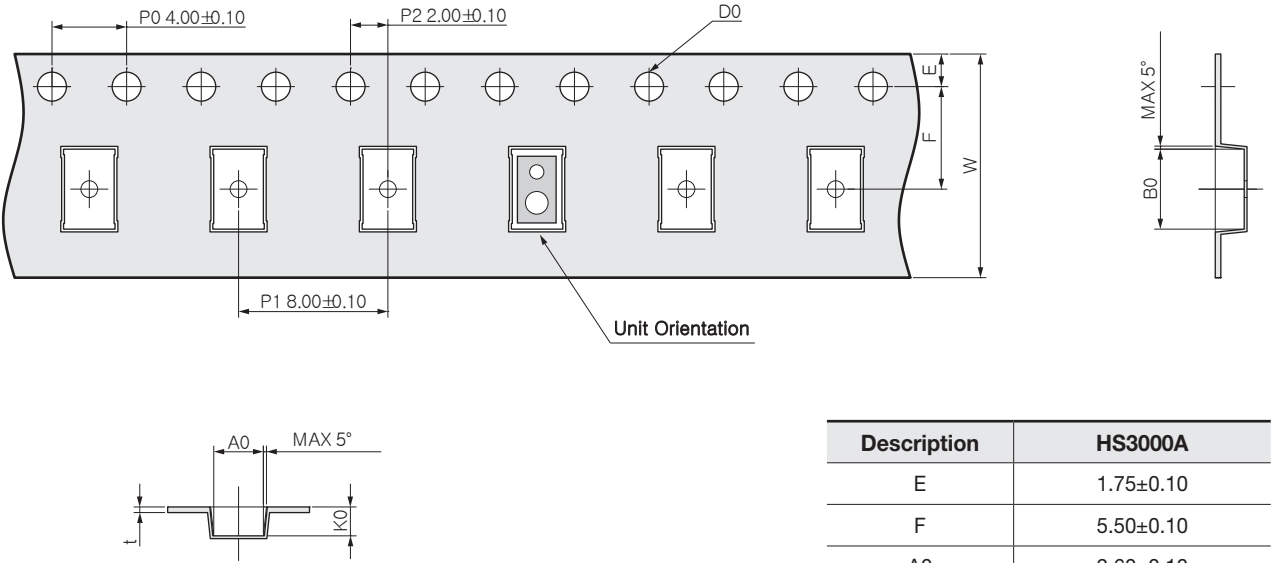 P0 4.00±0.10
P2 2.00±0.10
D0
E
F
W
MAX 5°
B0
P1 8.00±0.10
Unit Orientation
A0
MAX 5°
K0
t
Description HS3000A
E 1.75±0.10
F 5.50±0.10